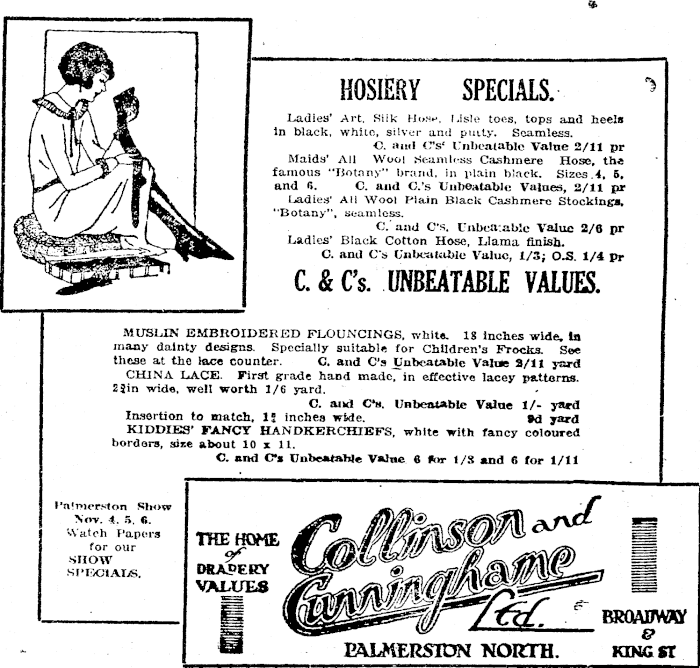 HOSIERY SPECIALS.
Ladies' Art. Silk Hose, Lisle toes, tops and heels
in black, white, silver and putty. Seamless.
C. and C's' Unbeatable Value 2/11 pr
Maids' All Wool Seamless Cashmere Hose, the
famous "Botany" brand, in plain black. Sizes 4, 5,
and 6. C. and C.'s Unbeatable Values, 2/11 pr
Ladies' All Wool Plain Black Cashmere Stockings,
"Botany", seamless.
C. and C's. Unbeatable Value 2/6 pr
Ladies' Black Cotton Hose, Llama finish.
C. and C's Unbeatable Value, 1/3; O.S. 1/4 pr
C. & C's. UNBEATABLE VALUES.
MUSLIN EMBROIDERED FLOUNCINGS, white. 18 inches wide, in
many dainty designs. Specially suitable for Children's Frocks. See
these at the lace counter. C. and C's Unbeatable Value 2/11 yard
CHINA LACE. First grade hand made, in effective lacey patterns.
2¾in wide, well worth 1/6 yard.
C. and C's. Unbeatable Value 1/- yard
Insertion to match, 1¾ inches wide. 9d yard
KIDDIES' FANCY HANDKERCHIEFS, white with fancy coloured
borders, size about 10 x 11.
C. and C's Unbeatable Value 6 for 1/3 and 6 for 1/11
Palmerston Show
Nov. 4, 5, 6.
Watch Papers
for our
SHOW
SPECIALS.
THE HOME
of
DRAPERY
VALUES
Collinson and
Cunninghame
Ltd.
PALMERSTON NORTH.
BROADWAY
&
KING ST